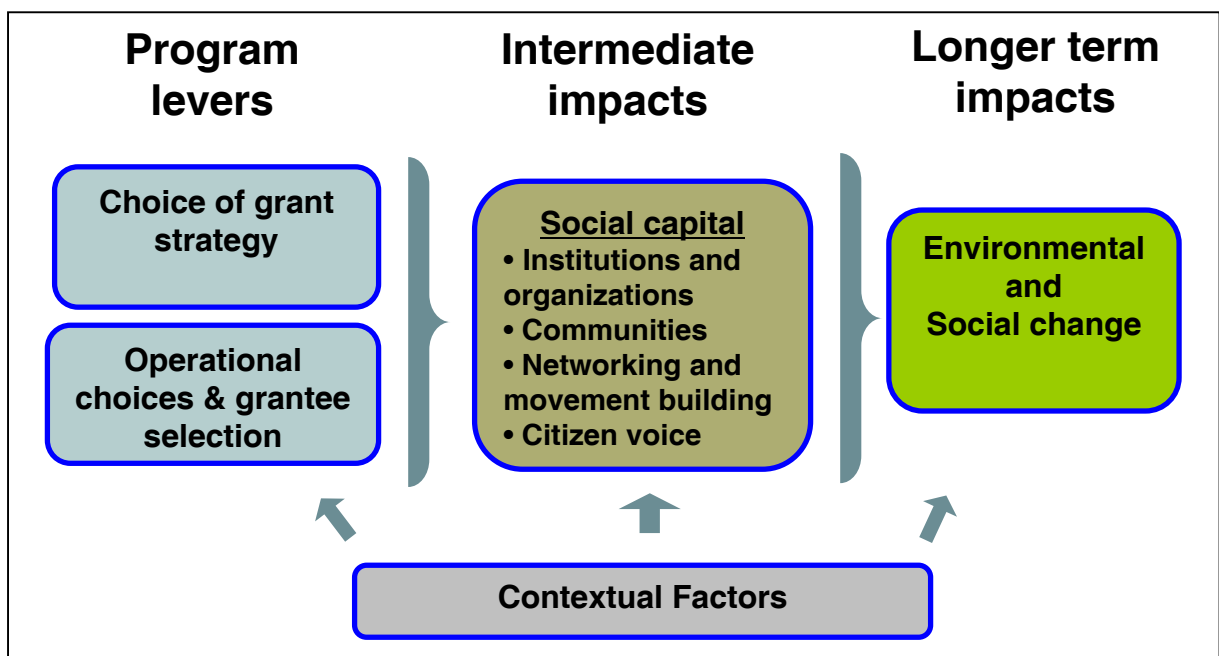 Program
levers
Intermediate
impacts
Longer term
impacts
Choice of grant
strategy
Operational
choices & grantee
selection
Social capital
• Institutions and
organizations
• Communities
• Networking and
movement building
• Citizen voice
Environmental
and
Social change
Contextual Factors